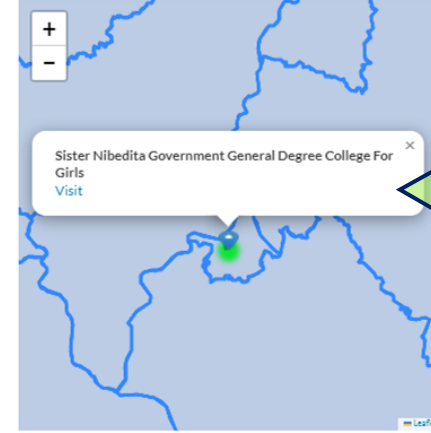 +
−
×
Sister Nibedita Government General Degree College For
Girls
Visit